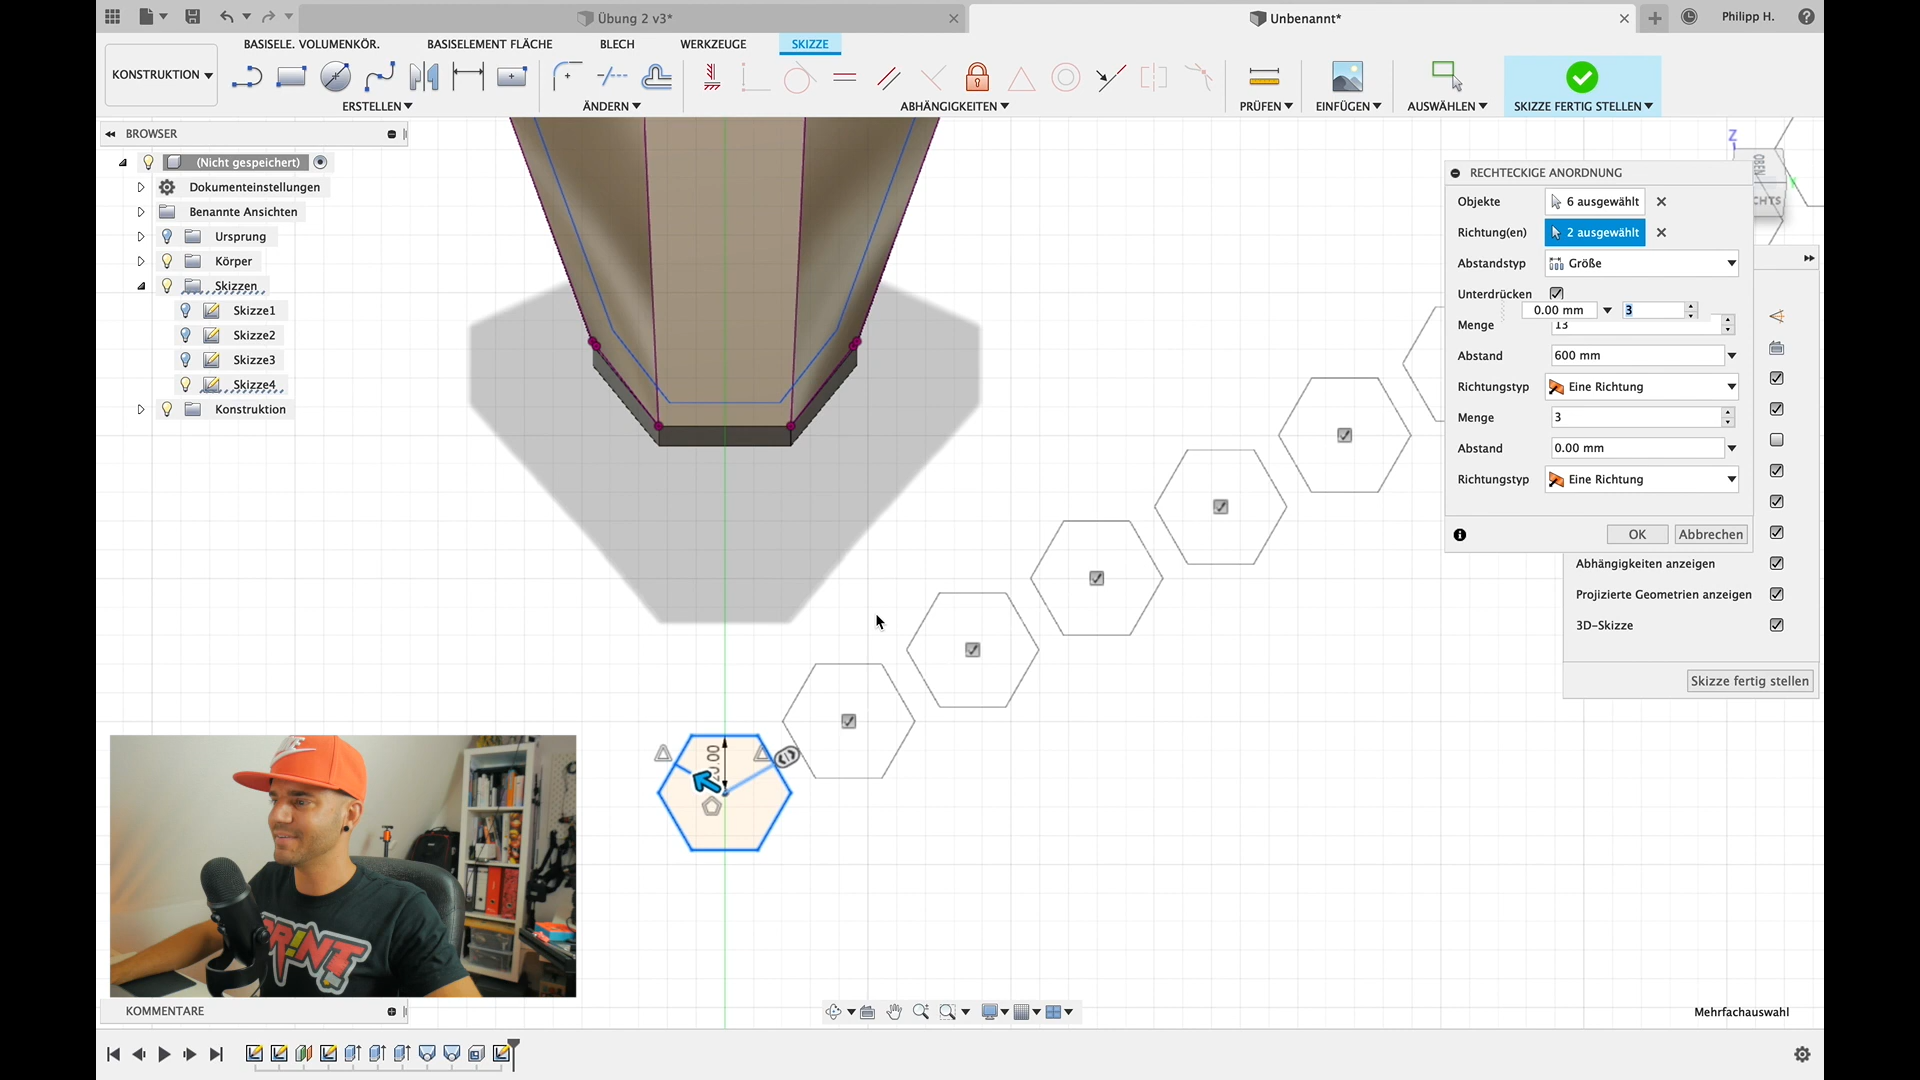 Übung 2 v3*
Unbenannt*
Philipp H.
KONSTRUKTION
BASISELE. VOLUMENKÖR.
BASISELEMENT FLÄCHE
BLECH
WERKZEUGE
SKIZZE
ERSTELLEN
ÄNDERN
ABHÄNGIGKEITEN
PRÜFEN
EINFÜGEN
AUSWÄHLEN
SKIZZE FERTIG STELLEN
BROWSER
(Nicht gespeichert)
Dokumenteinstellungen
Benannte Ansichten
Ursprung
Körper
Skizzen
Skizze1
Skizze2
Skizze3
Skizze4
Konstruktion
Z
OBEN
CHTS
RECHTECKIGE ANORDNUNG
Objekte
6 ausgewählt
Richtung(en)
2 ausgewählt
Abstandstyp
Größe
Unterdrücken
0.00 mm
3
Menge
13
Abstand
600 mm
Richtungstyp
Eine Richtung
Menge
3
Abstand
0.00 mm
Richtungstyp
Eine Richtung
OK
Abbrechen
Abhängigkeiten anzeigen
Projizierte Geometrien anzeigen
3D-Skizze
Skizze fertig stellen
PRINT
KOMMENTARE
Mehrfachauswahl